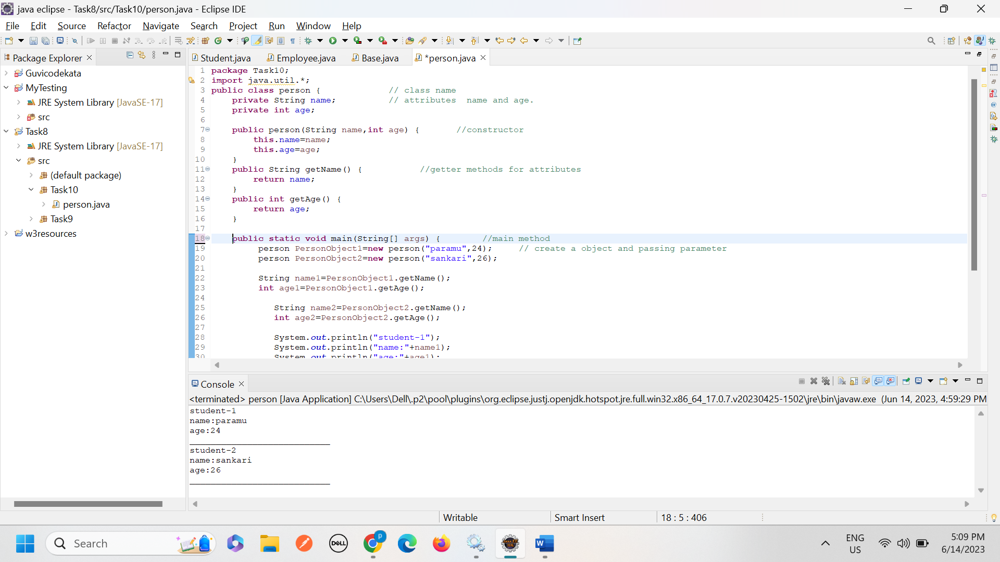 java eclipse - Task8/src/Task10/person.java - Eclipse IDE
File Edit Source Refactor Navigate Search Project Run Window Help
Package Explorer
Student.java Employee.java Base.java *person.java
Guvicodekata
MyTesting
JRE System Library [JavaSE-17]
src
Task8
JRE System Library [JavaSE-17]
src
(default package)
Task10
person.java
Task9
w3resources
1 package Task10;
2 import java.util.*;
3 public class person { // class name
4 private String name; // attributes  name and age.
5 private int age;
6
7 public person(String name,int age) { //constructor
8 this.name=name;
9 this.age=age;
10 }
11 public String getName() { //getter methods for attributes
12 return name;
13 }
14 public int getAge() {
15 return age;
16 }
17
18 public static void main(String[] args) { //main method
19 person PersonObject1=new person("paramu",24); // create a object and passing parameter
20 person PersonObject2=new person("sankari",26);
21
22 String name1=PersonObject1.getName();
23 int age1=PersonObject1.getAge();
24
25 String name2=PersonObject2.getName();
26 int age2=PersonObject2.getAge();
27
28 System.out.println("student-1");
29 System.out.println("name:"+name1);
30 System.out.println("age:"+age1);
Console
<terminated> person [Java Application] C:\Users\Dell\.p2\pool\plugins\org.eclipse.justj.openjdk.hotspot.jre.full.win32.x86_64_17.0.7.v20230425-1502\jre\bin\javaw.exe (Jun 14, 2023, 4:59:29 PM
student-1
name:paramu
age:24
___________________________
student-2
name:sankari
age:26
___________________________
Writable Smart Insert 18 : 5 : 406
Search
DELL
p
Java EE
IDE
W
ENG
US
5:09 PM
6/14/2023